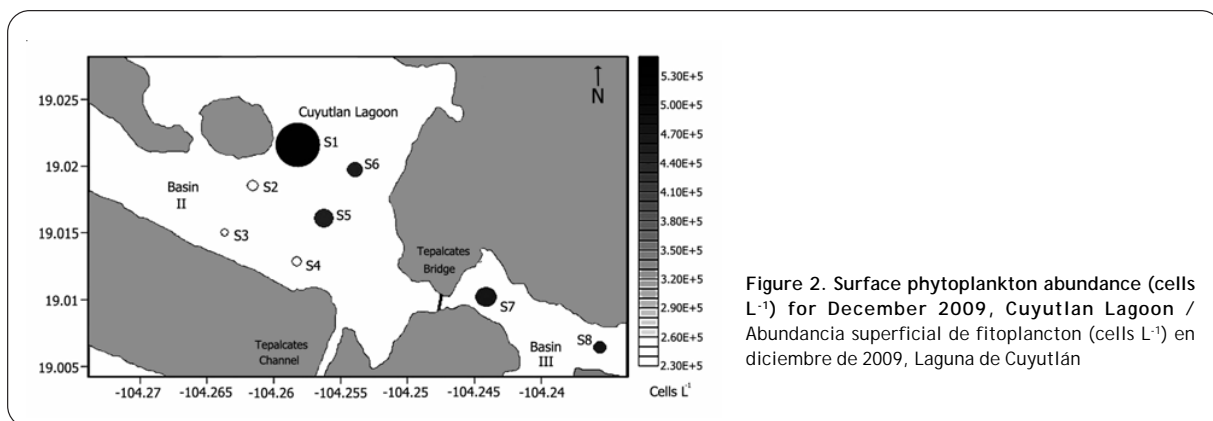 19.025
19.02
19.015
19.01
19.005
-104.27
-104.265
-104.26
-104.255
-104.25
-104.245
-104.24
N
Cuyutlan Lagoon
S1
S6
S2
Basin
II
S5
S3
S4
Tepalcates
Bridge
S7
Tepalcates
Channel
Basin
III
S8
5.30E+5
5.00E+5
4.70E+5
4.40E+5
4.10E+5
3.80E+5
3.50E+5
3.20E+5
2.90E+5
2.60E+5
2.30E+5
Cells L-1
Figure 2. Surface phytoplankton abundance (cells
L-1) for December 2009, Cuyutlan Lagoon /
Abundancia superficial de fitoplancton (cells L-1) en
diciembre de 2009, Laguna de Cuyutlán